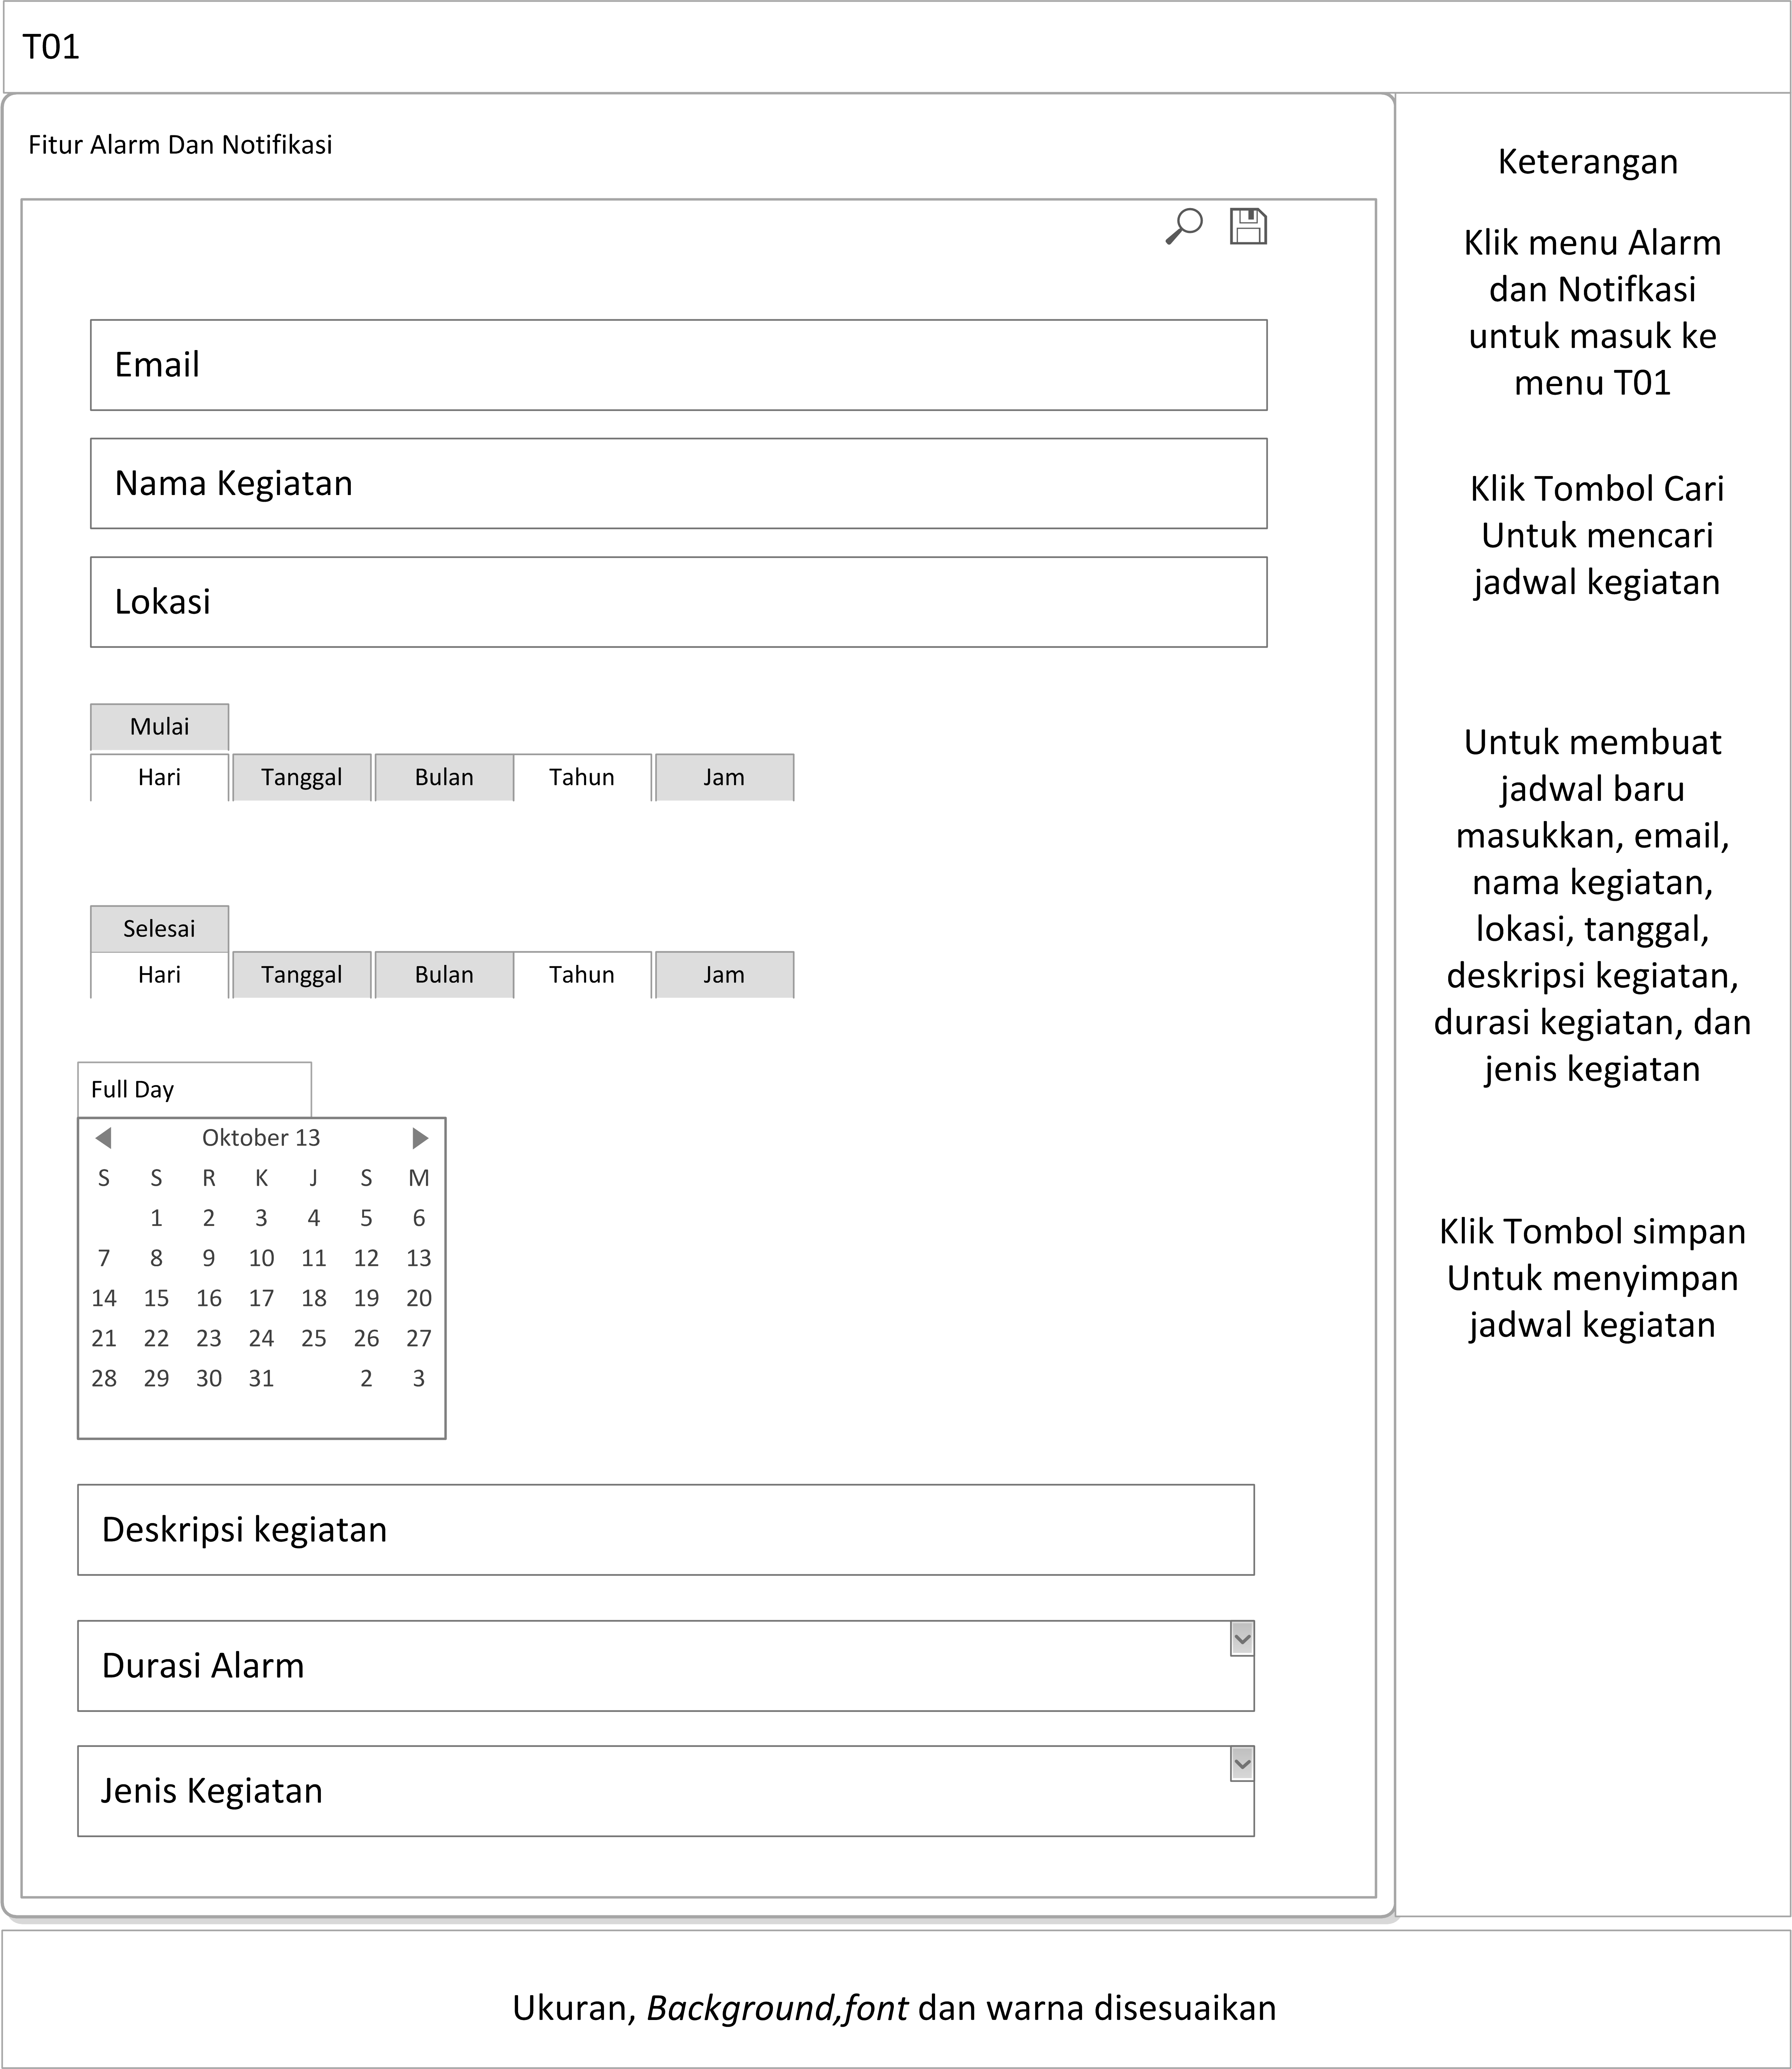 T01
Fitur Alarm Dan Notifikasi
Email
Nama Kegiatan
Lokasi
Mulai
Hari Tanggal Bulan Tahun Jam
Selesai
Hari Tanggal Bulan Tahun Jam
Full Day
Oktober 13
S S R K J S M
1 2 3 4 5 6
7 8 9 10 11 12 13
14 15 16 17 18 19 20
21 22 23 24 25 26 27
28 29 30 31 2 3
Deskripsi kegiatan
Durasi Alarm
Jenis Kegiatan
Keterangan
Klik menu Alarm
dan Notifkasi
untuk masuk ke
menu T01
Klik Tombol Cari
Untuk mencari
jadwal kegiatan
Untuk membuat
jadwal baru
masukkan, email,
nama kegiatan,
lokasi, tanggal,
deskripsi kegiatan,
durasi kegiatan, dan
jenis kegiatan
Klik Tombol simpan
Untuk menyimpan
jadwal kegiatan
Ukuran, Background,font dan warna disesuaikan